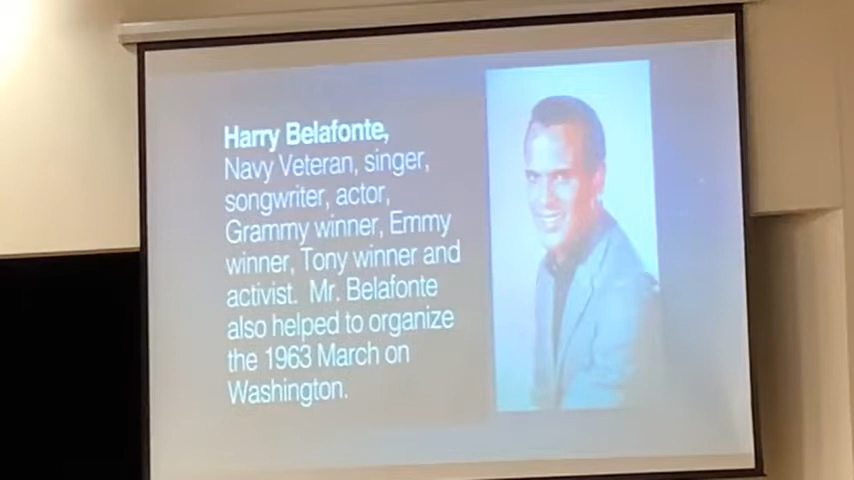 Harry Belafonte,
Navy Veteran, singer,
songwriter, actor,
Grammy winner, Emmy
winner, Tony winner and
activist.  Mr. Belafonte
also helped to organize
the 1963 March on
Washington.